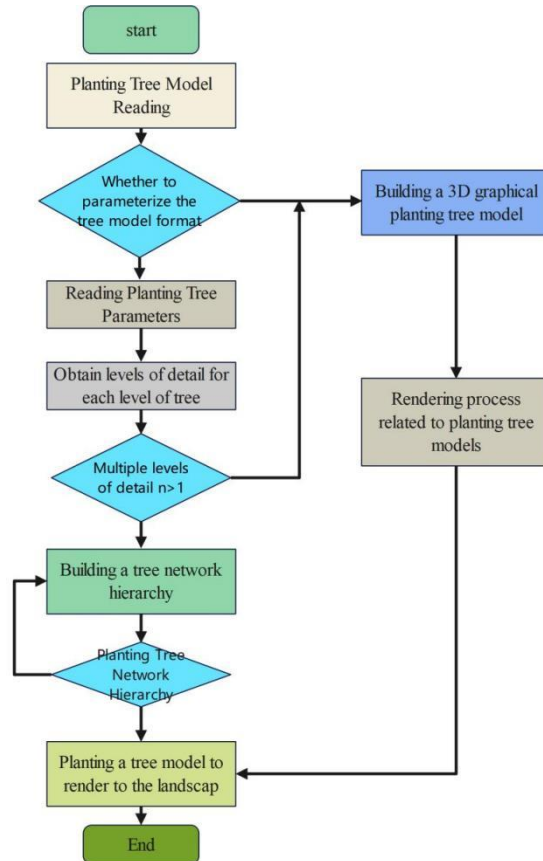 start
Planting Tree Model
Reading
Whether to
parameterize the
tree model format
Building a 3D graphical
planting tree model
Reading Planting Tree
Parameters
Obtain levels of detail for
each level of tree
Rendering process
related to planting tree
models
Multiple levels
of detail n>1
Building a tree network
hierarchy
Planting Tree
Network
Hierarchy
Planting a tree model to
render to the landscap
End